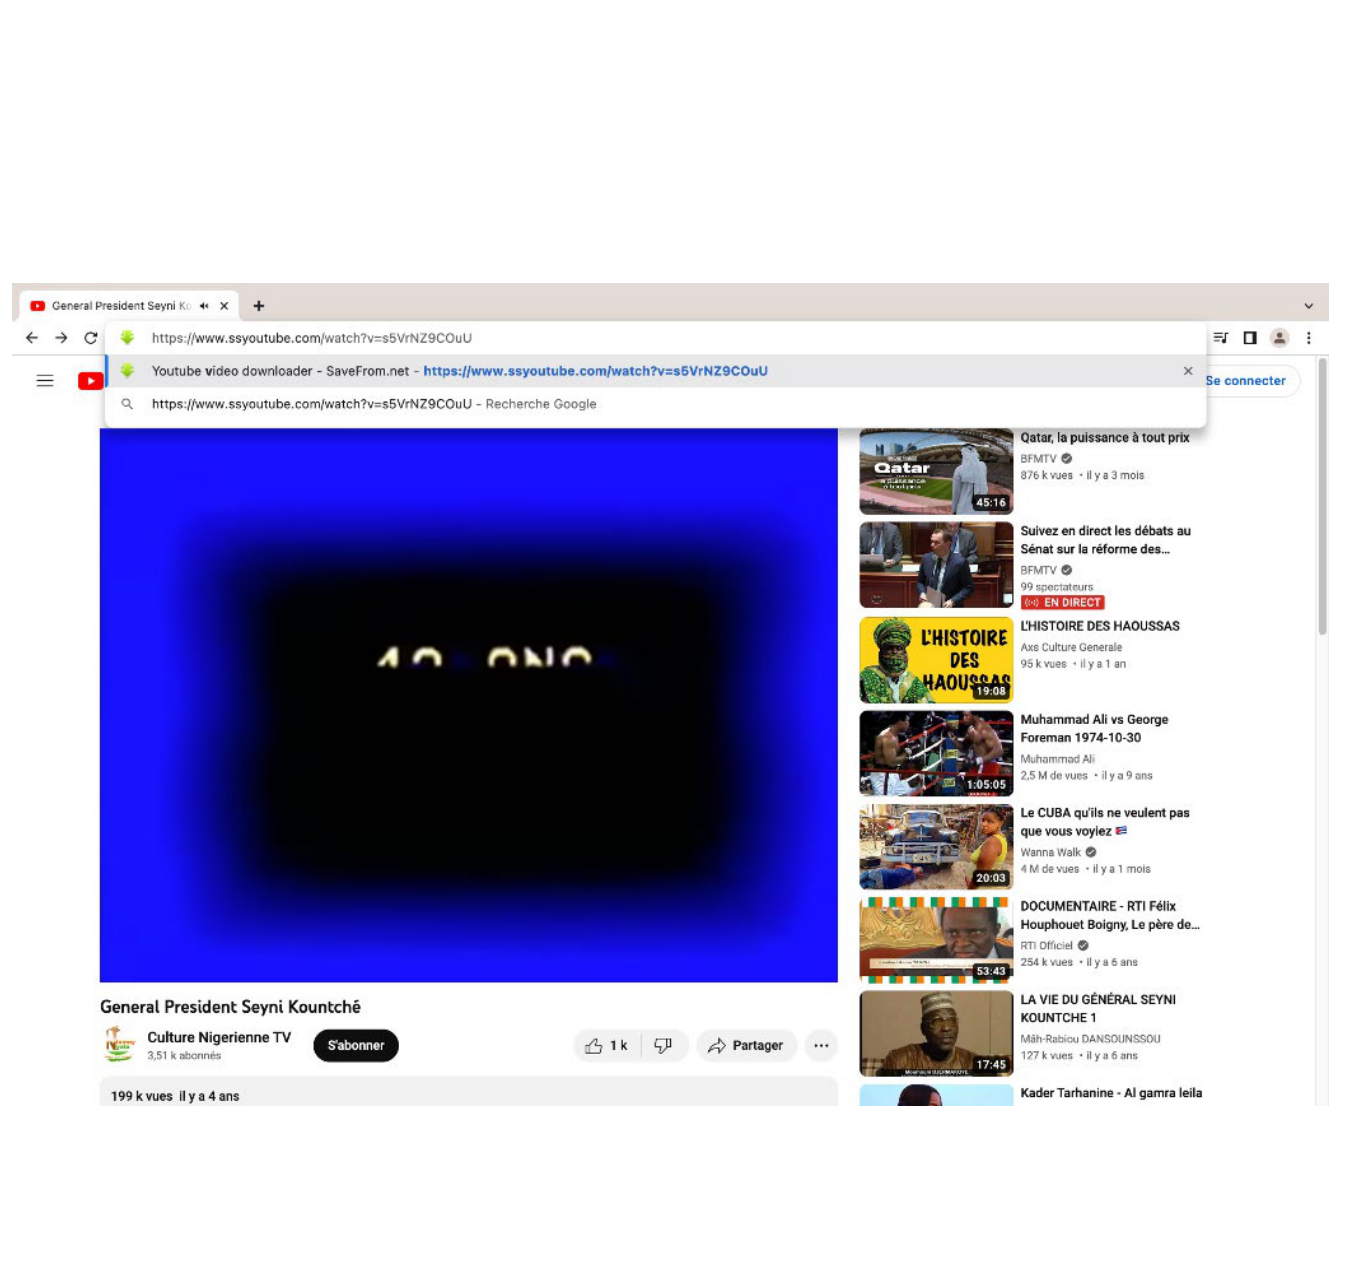 General President Seyni Ko
https://www.ssyoutube.com/watch?v=s5VrNZ9COuU
Youtube video downloader - SaveFrom.net - https://www.ssyoutube.com/watch?v=s5VrNZ9COuU
https://www.ssyoutube.com/watch?v=s5VrNZ9COuU - Recherche Google
Se connecter
General President Seyni Kountché
Culture Nigerienne TV
3,51 k abonnés
S'abonner
1 k
Partager
199 k vues il y a 4 ans
Qatar
45:16
Qatar, la puissance à tout prix
BFMTV
876 k vues • il y a 3 mois
Suivez en direct les débats au
Sénat sur la réforme des...
BFMTV
99 spectateurs
EN DIRECT
L'HISTOIRE
DES
HAOUSSAS
19:08
L'HISTOIRE DES HAOUSSAS
Axs Culture Generale
95 k vues • il y a 1 an
1:05:05
Muhammad Ali vs George
Foreman 1974-10-30
Muhammad Ali
2,5 M de vues • il y a 9 ans
20:03
Le CUBA qu'ils ne veulent pas
que vous voyiez
Wanna Walk
4 M de vues • il y a 1 mois
53:43
DOCUMENTAIRE - RTI Félix
Houphouet Boigny, Le père de...
RTI Officiel
254 k vues • il y a 6 ans
17:45
LA VIE DU GÉNÉRAL SEYNI
KOUNTCHE 1
Mâh-Rabiou DANSOUNSSOU
127 k vues • il y a 6 ans
Kader Tarhanine - Al gamra leila